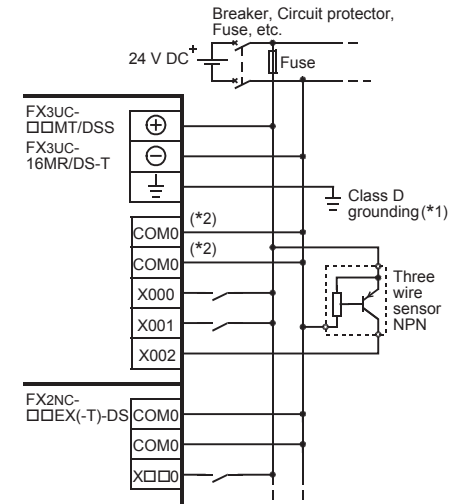 Breaker, Circuit protector,
Fuse, etc.
24 V DC
+
Fuse
FX3UC-
□□MT/DSS
FX3UC-
16MR/DS-T
Class D
grounding(*1)
COM0
(*2)
COM0
(*2)
X000
X001
X002
Three
wire
sensor
NPN
FX2NC-
□□EX(-T)-DS
COM0
COM0
X□□0